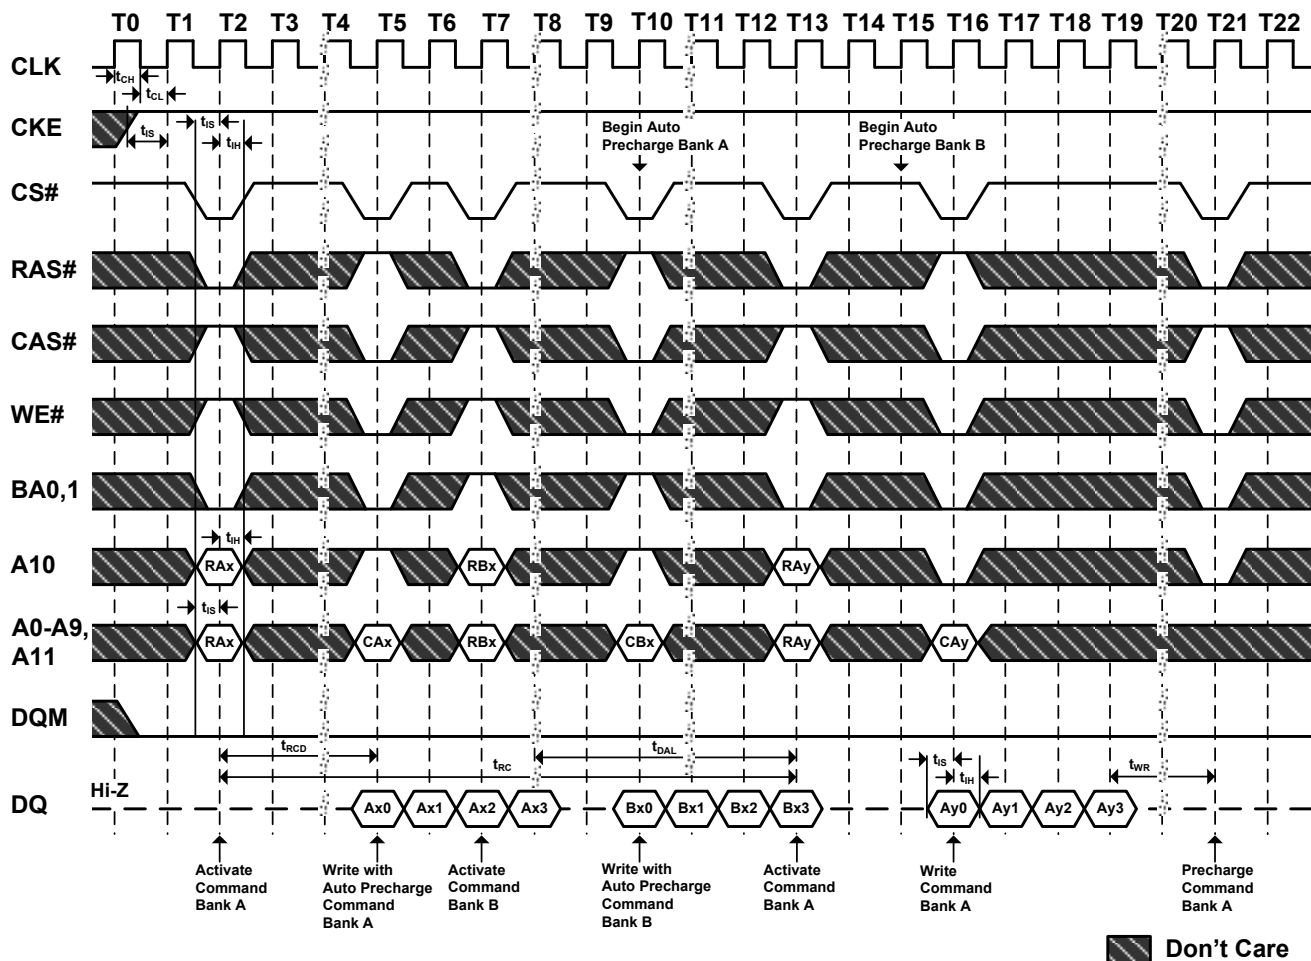 T0 T1 T2 T3 T4 T5 T6 T7 T8 T9 T10 T11 T12 T13 T14 T15 T16 T17 T18 T19 T20 T21 T22
CLK
tCH
tCL
CKE
tIS
tIS
tIH
Begin Auto
Precharge Bank A
Begin Auto
Precharge Bank B
CS#
RAS#
CAS#
WE#
BA0,1
tIH
A10
RAx RBx RAy
tIS
A0-A9,
A11
RAx CAx RBx CBx RAy CAy
DQM
tRCD
tDAL
tRC
tIS
tIH
tWR
Hi-Z
DQ
Ax0 Ax1 Ax2 Ax3 Bx0 Bx1 Bx2 Bx3 Ay0 Ay1 Ay2 Ay3
Activate
Command
Bank A
Write with
Auto Precharge
Command
Bank A
Activate
Command
Bank B
Write with
Auto Precharge
Command
Bank B
Activate
Command
Bank A
Write
Command
Bank A
Precharge
Command
Bank A
Don't Care